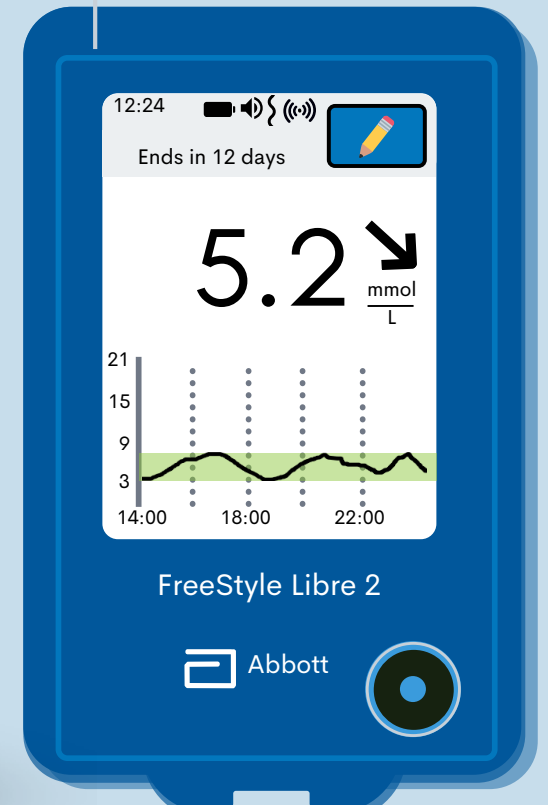 12:24
Ends in 12 days
5.2
mmol
L
21
15
9
3
14:00 18:00 22:00
FreeStyle Libre 2
Abbott